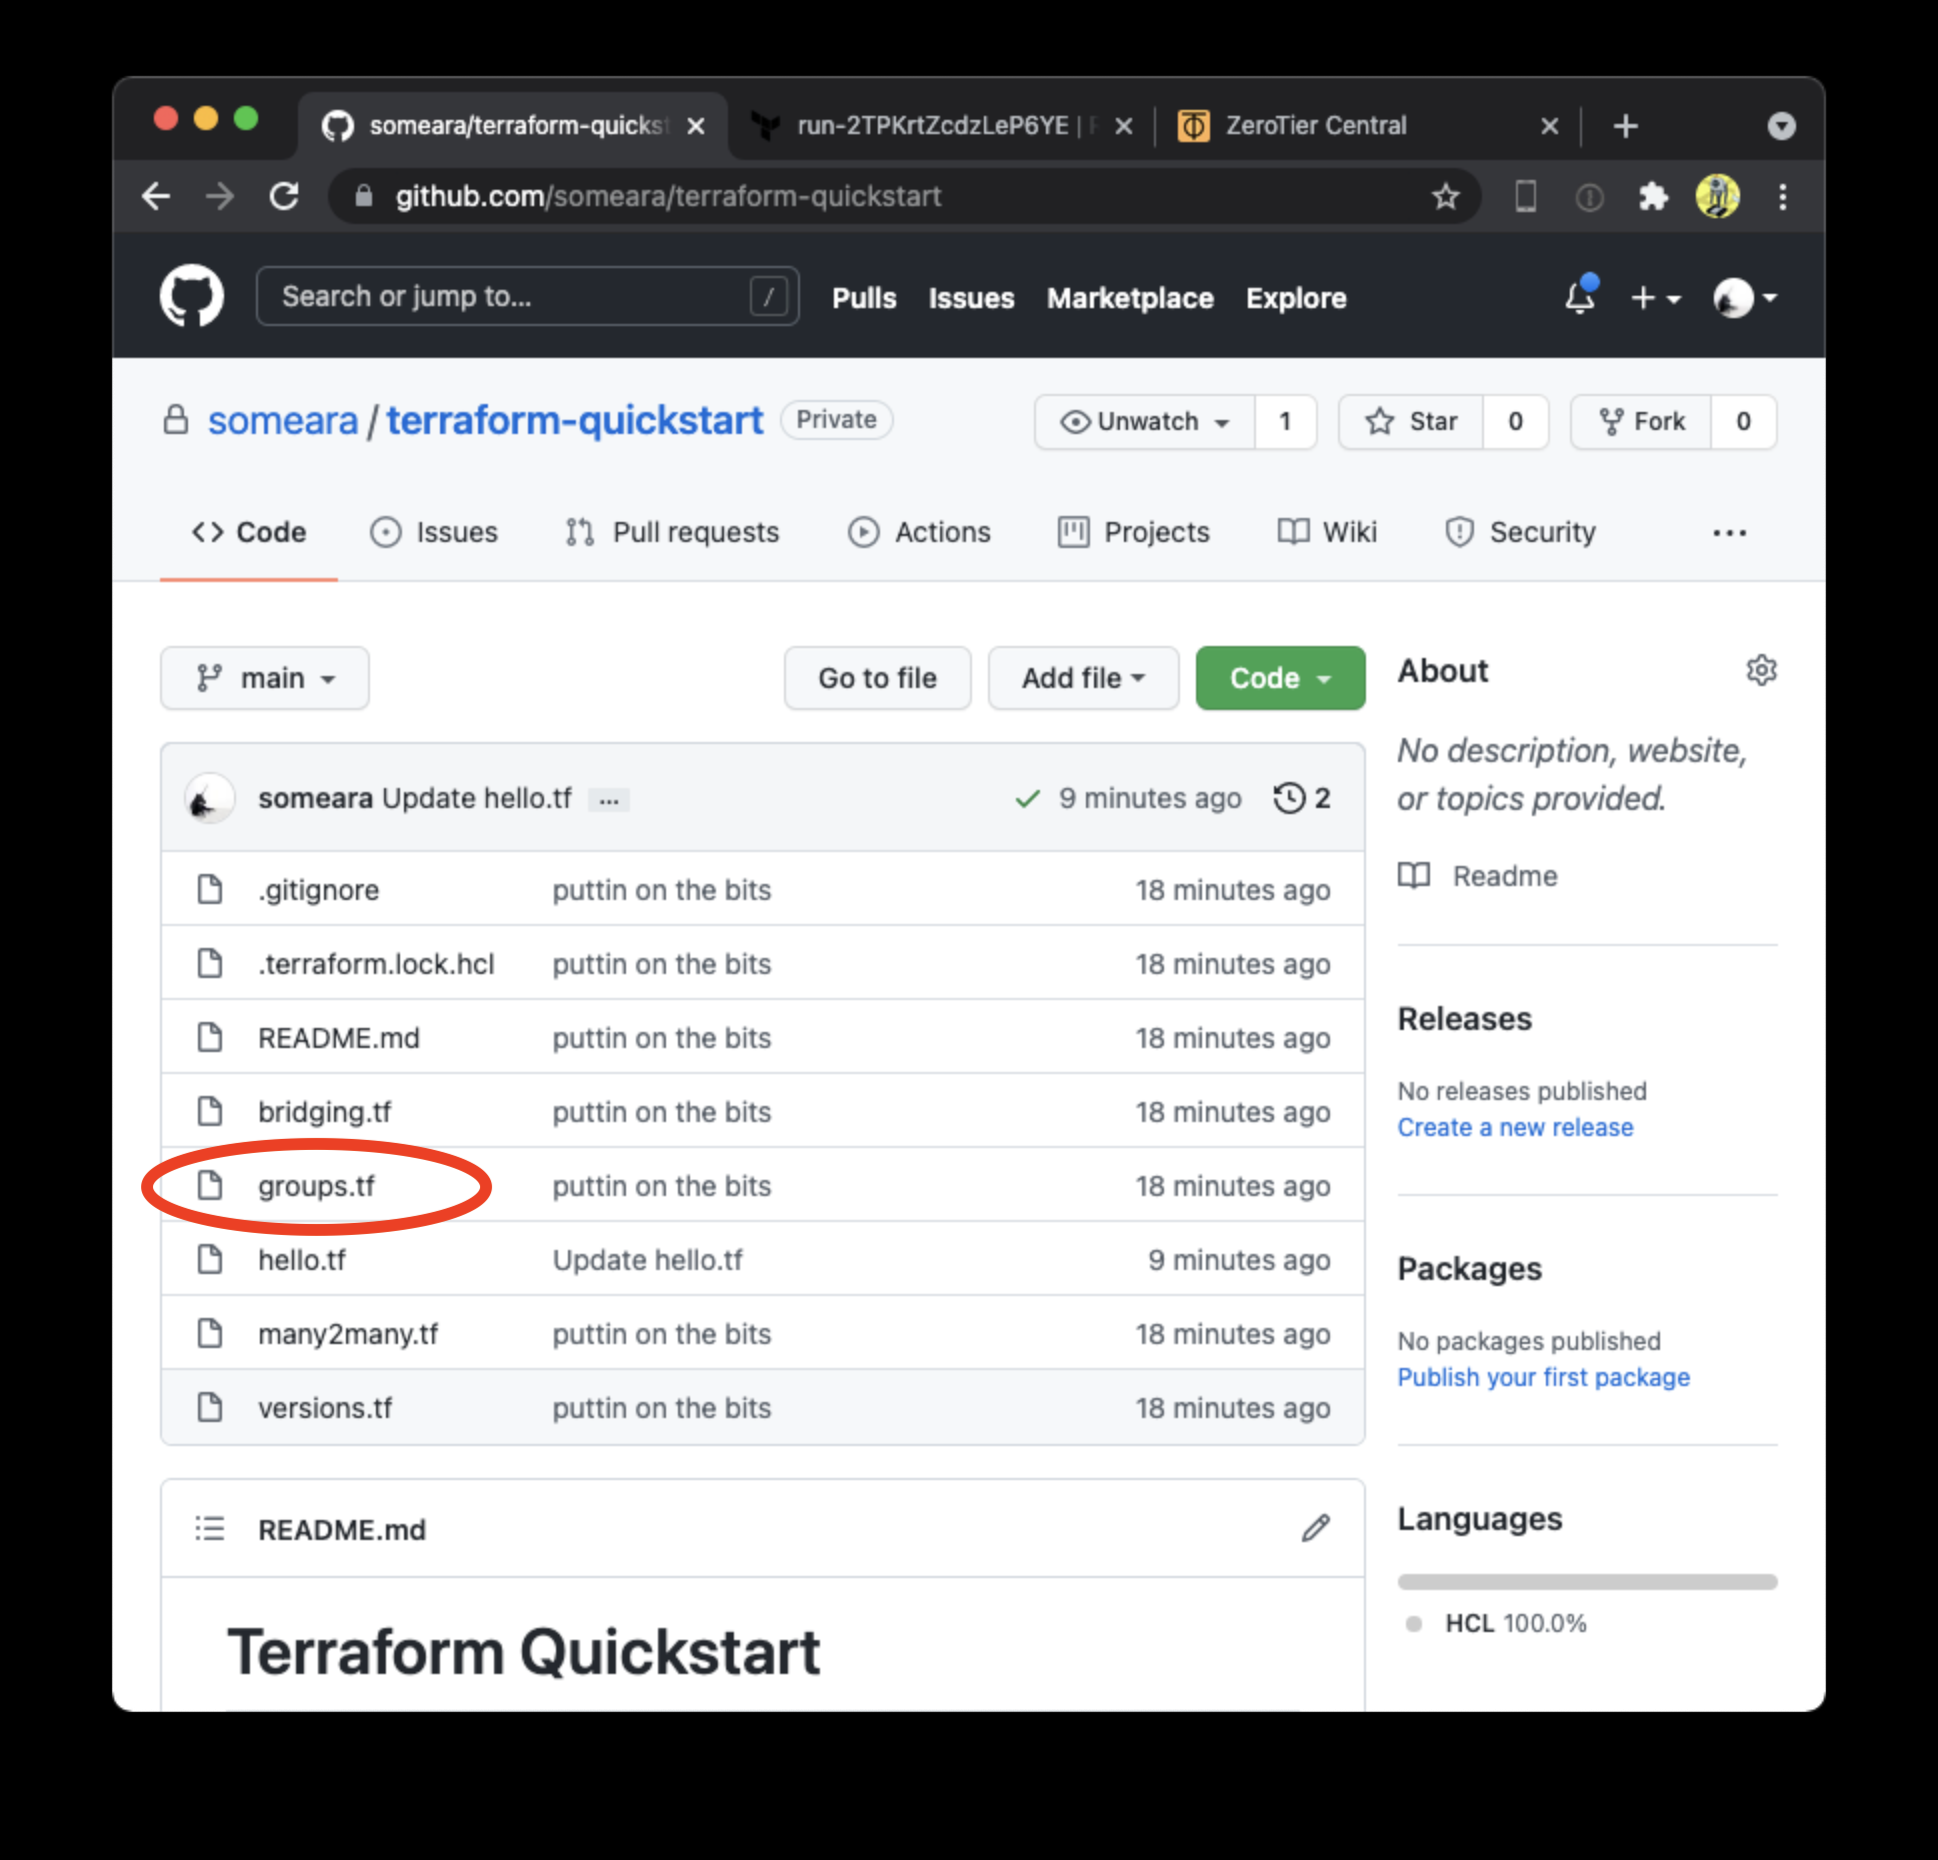 someara/terraform-quickst
run-2TPKrtZcdzLeP6YE |
ZeroTier Central
github.com/someara/terraform-quickstart
Search or jump to... /
Pulls Issues Marketplace Explore
someara / terraform-quickstart Private
Unwatch 1 Star 0 Fork 0
Code Issues Pull requests Actions Projects Wiki Security ...
main Go to file Add file Code
someara Update hello.tf ... 9 minutes ago 2
.gitignore puttin on the bits 18 minutes ago
.terraform.lock.hcl puttin on the bits 18 minutes ago
README.md puttin on the bits 18 minutes ago
bridging.tf puttin on the bits 18 minutes ago
groups.tf puttin on the bits 18 minutes ago
hello.tf Update hello.tf 9 minutes ago
many2many.tf puttin on the bits 18 minutes ago
versions.tf puttin on the bits 18 minutes ago
README.md
Terraform Quickstart
About
No description, website,
or topics provided.
Readme
Releases
No releases published
Create a new release
Packages
No packages published
Publish your first package
Languages
HCL 100.0%